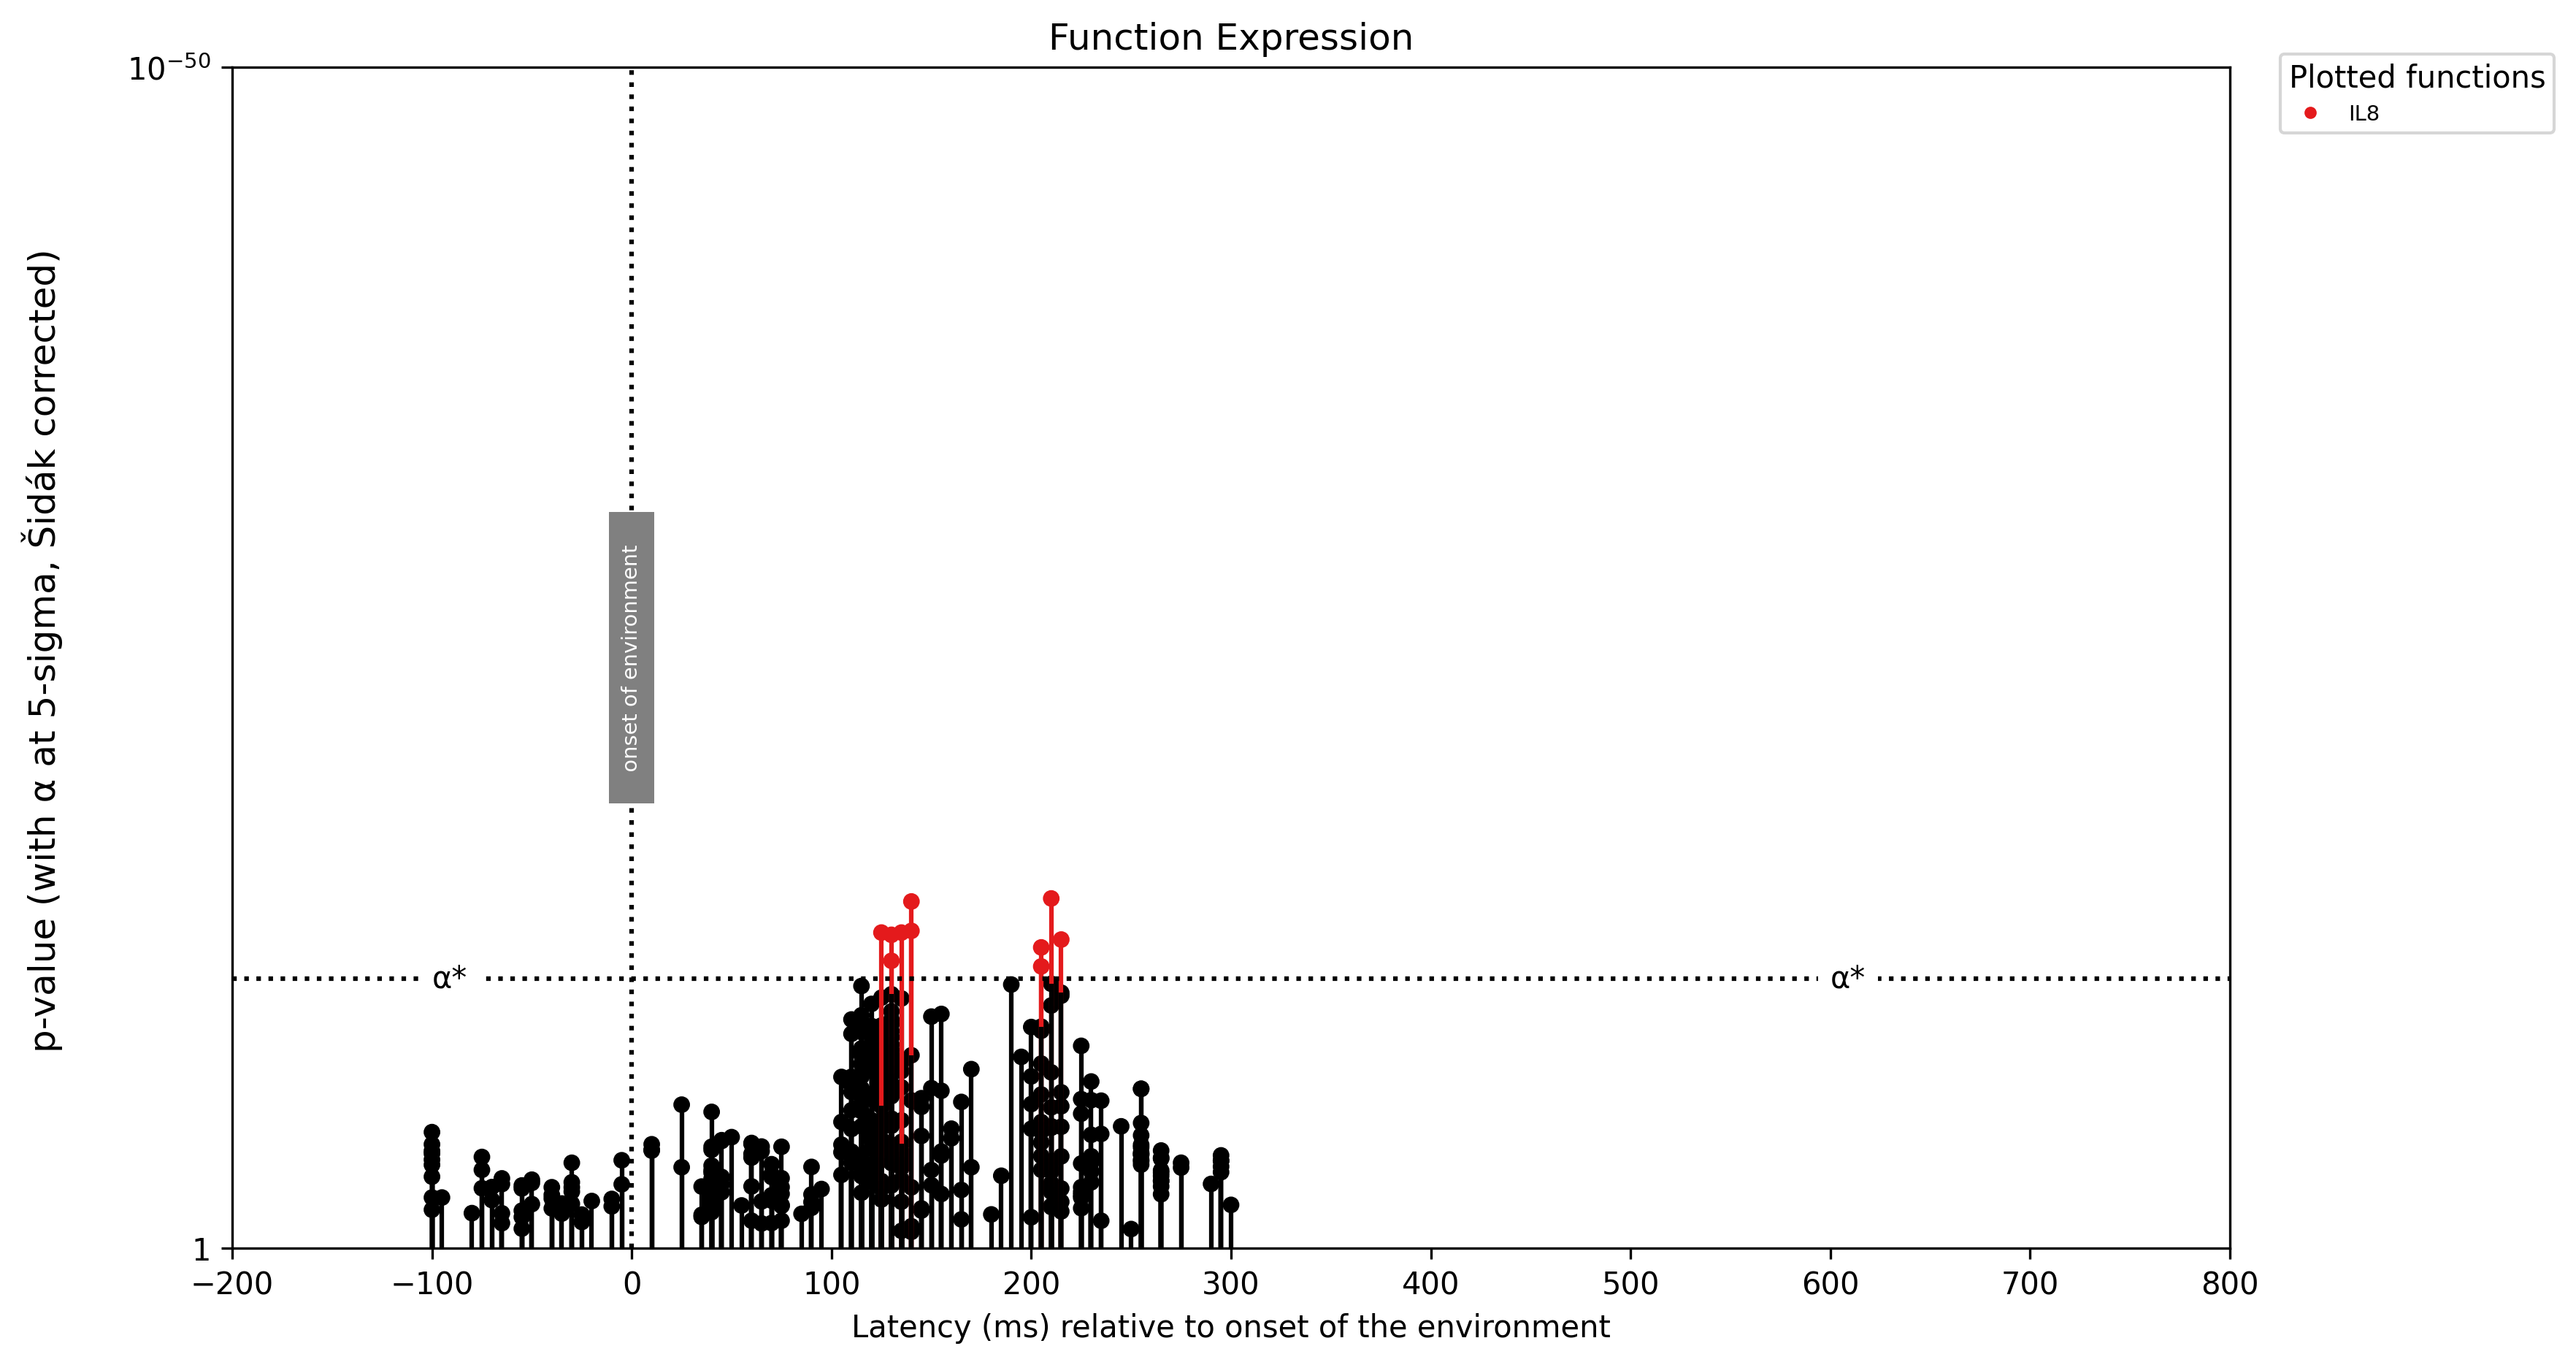 Function Expression
10⁻⁵⁰
Plotted functions
IL8
p-value (with α at 5-sigma, Šidák corrected)
onset of environment
α*
α*
1
−200
−100
0
100
200
300
400
500
600
700
800
Latency (ms) relative to onset of the environment